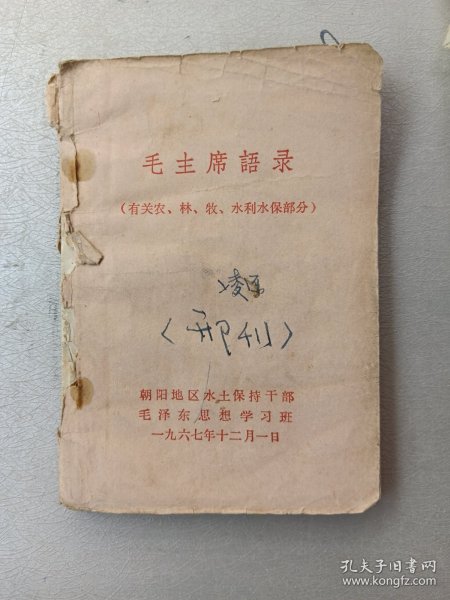 毛主席語录
（有关农、林、牧、水利水保部分）
朝阳地区水土保持干部
毛泽东思想学习班
一九六七年十二月一日
孔夫子旧书网
www.kongfz.com